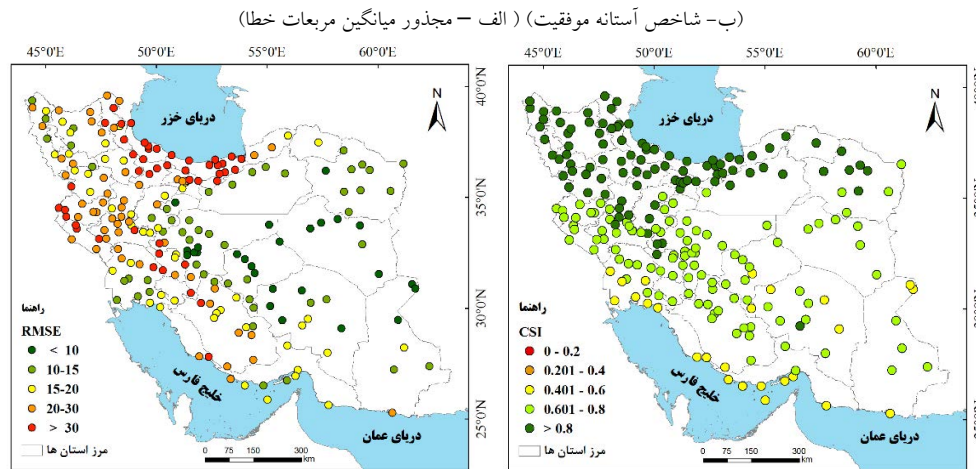 (ب- شاخص آستانه موفقیت) ( الف – مجذور میانگین مربعات خطا)
45°0'E 50°0'E 55°0'E 60°0'E
دریای خزر
N
خلیج فارس
دریای عمان
راهنما
RMSE
< 10
10-15
15-20
20-30
> 30
مرز استان ها
0 75 150 300
km
40°0'N
35°0'N
30°0'N
25°0'N
45°0'E 50°0'E 55°0'E 60°0'E
دریای خزر
N
خلیج فارس
دریای عمان
راهنما
CSI
0 - 0.2
0.201 - 0.4
0.401 - 0.6
0.601 - 0.8
> 0.8
مرز استان ها
0 75 150 300
km